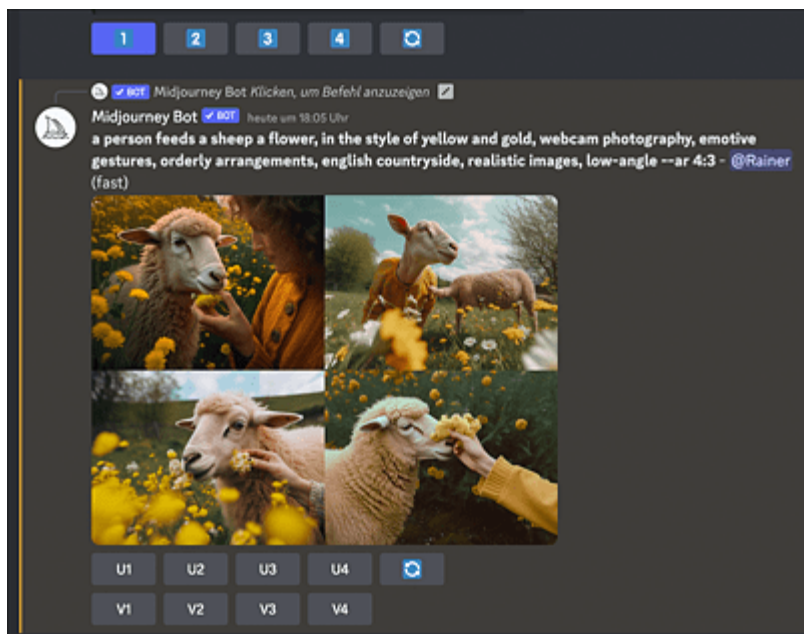 1 2 3 4
BOT Midjourney Bot Klicken, um Befehl anzuzeigen
Midjourney Bot BOT heute um 18:05 Uhr
a person feeds a sheep a flower, in the style of yellow and gold, webcam photography, emotive
gestures, orderly arrangements, english countryside, realistic images, low-angle --ar 4:3 - @Rainer
(fast)
U1 U2 U3 U4
V1 V2 V3 V4